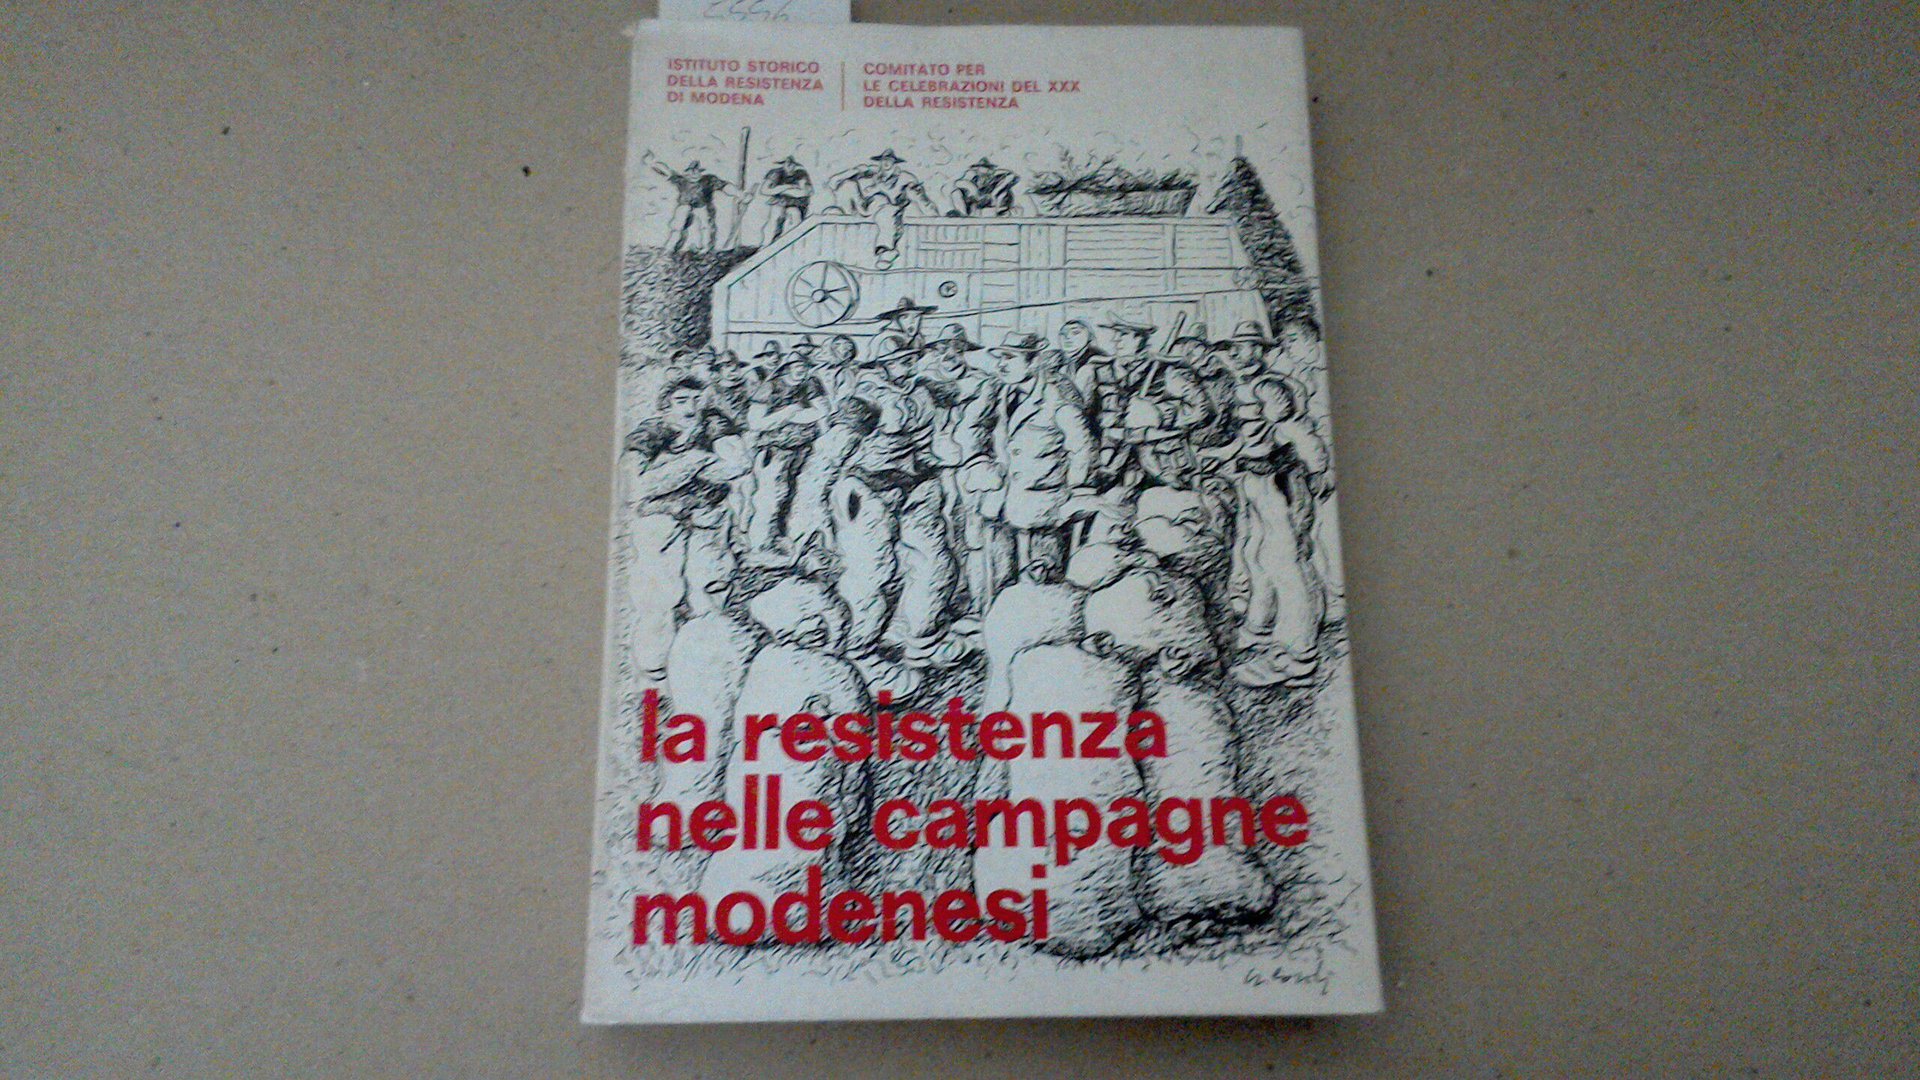 ISTITUTO STORICO
DELLA RESISTENZA
DI MODENA
COMITATO PER
LE CELEBRAZIONI DEL XXX
DELLA RESISTENZA
la resistenza
nelle campagne
modenesi